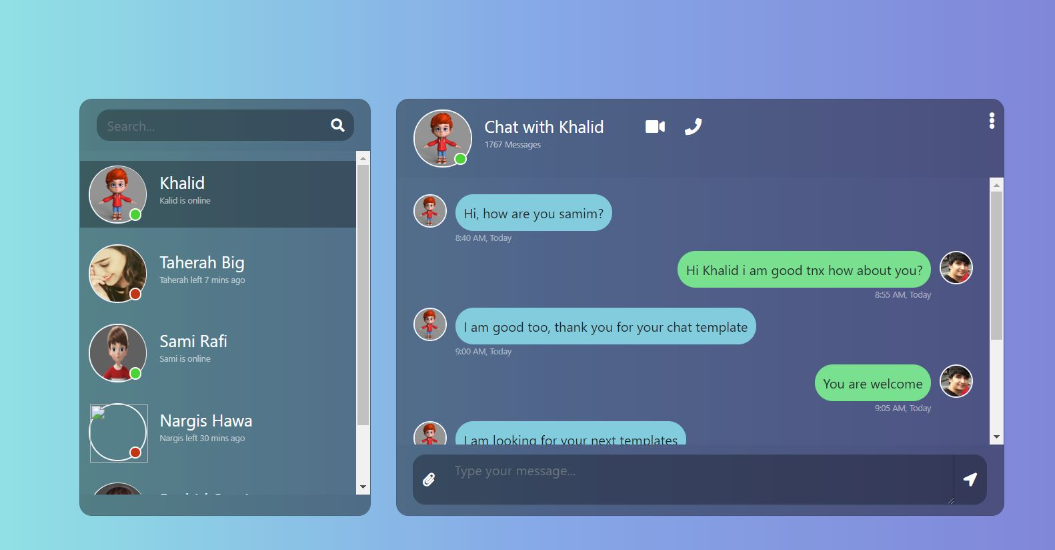 Search...
Khalid
Kalid is online
Taherah Big
Taherah left 7 mins ago
Sami Rafi
Sami is online
Nargis Hawa
Nargis left 30 mins ago
Chat with Khalid
1767 Messages
Hi, how are you samim?
8:40 AM, Today
Hi Khalid i am good tnx how about you?
8:55 AM, Today
I am good too, thank you for your chat template
9:00 AM, Today
You are welcome
9:05 AM, Today
I am looking for your next templates
Type your message...